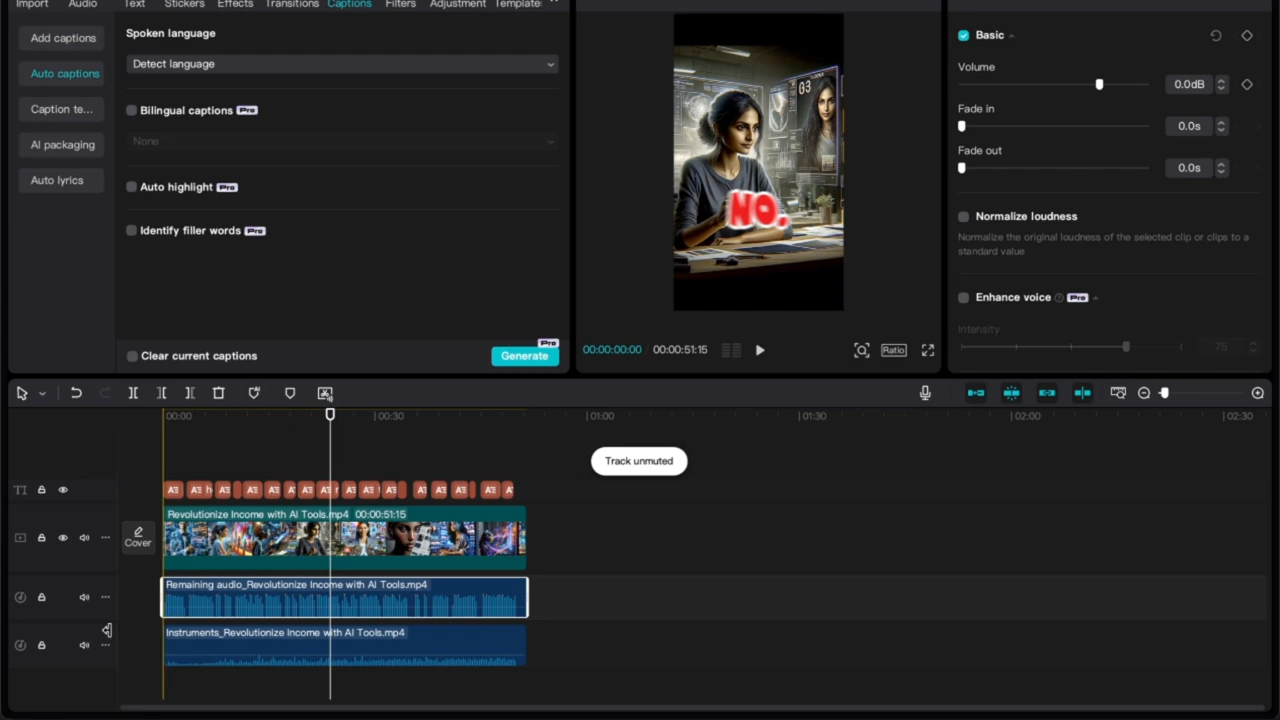 Import Audio Text Stickers Effects Transitions Captions Filters Adjustment Template
Add captions
Auto captions
Caption te...
AI packaging
Auto lyrics
Spoken language
Detect language
Bilingual captions Pro
None
Auto highlight Pro
Identify filler words Pro
Clear current captions
Pro
Generate
03
NO,
00:00:00:00 00:00:51:15
Ratio
Basic
Volume
0.0dB
Fade in
0.0s
Fade out
0.0s
Normalize loudness
Normalize the original loudness of the selected clip or clips to a
standard value
Enhance voice Pro
Intensity
75
00:00 00:30 01:00 01:30 02:00 02:30
Track unmuted
TI
Cover
Revolutionize Income with AI Tools.mp4 00:00:51:15
Remaining audio_Revolutionize Income with AI Tools.mp4
Instruments_Revolutionize Income with AI Tools.mp4